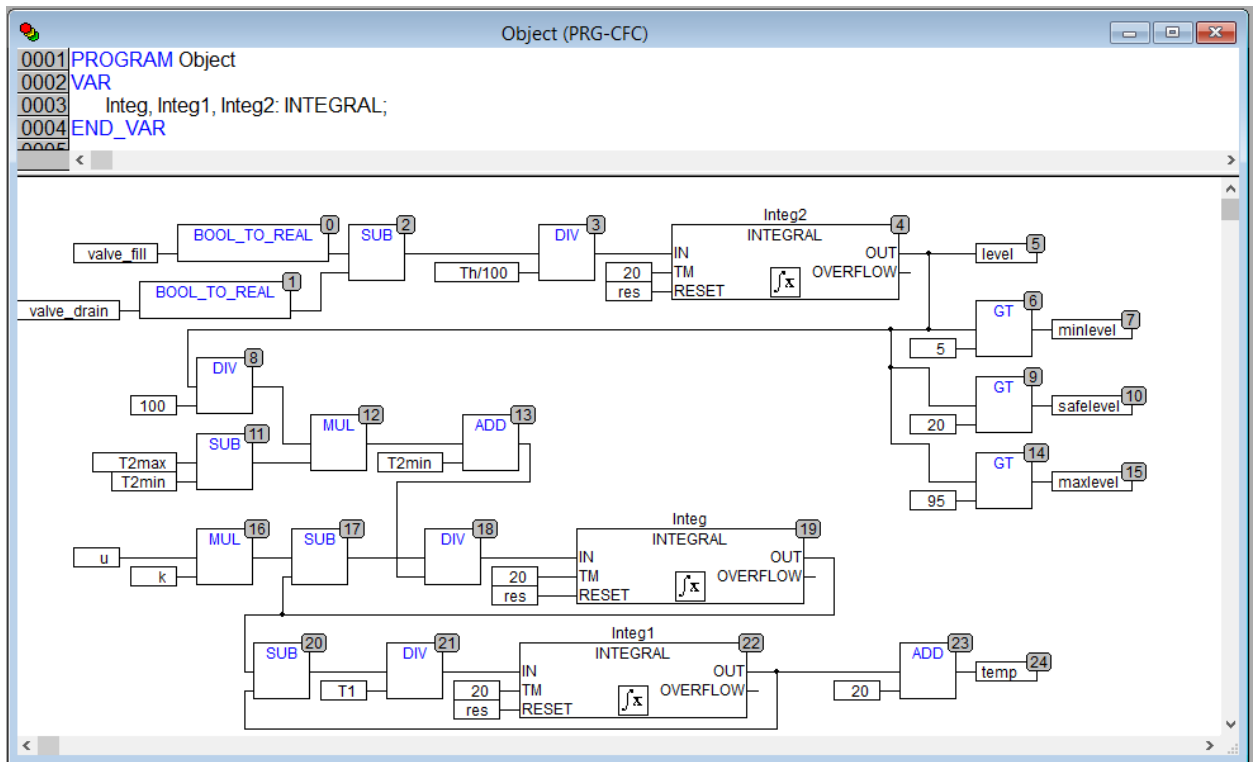 Object (PRG-CFC)
0001 PROGRAM Object
0002 VAR
0003 Integ, Integ1, Integ2: INTEGRAL;
0004 END_VAR
0005
valve_fill BOOL_TO_REAL 0 SUB 2 DIV 3 Integ2 INTEGRAL 4
Th/100 IN OUT level 5
20 TM OVERFLOW
res RESET
valve_drain BOOL_TO_REAL 1
GT 6 minlevel 7
5
DIV 8
100
GT 9 safelevel 10
20
SUB 11 MUL 12 ADD 13
T2max
T2min
T2min
GT 14 maxlevel 15
95
MUL 16 SUB 17 DIV 18 Integ INTEGRAL 19
u IN OUT
k 20 TM OVERFLOW
res RESET
SUB 20 DIV 21 Integ1 INTEGRAL 22 ADD 23
T1 IN OUT temp 24
20 TM OVERFLOW 20
res RESET